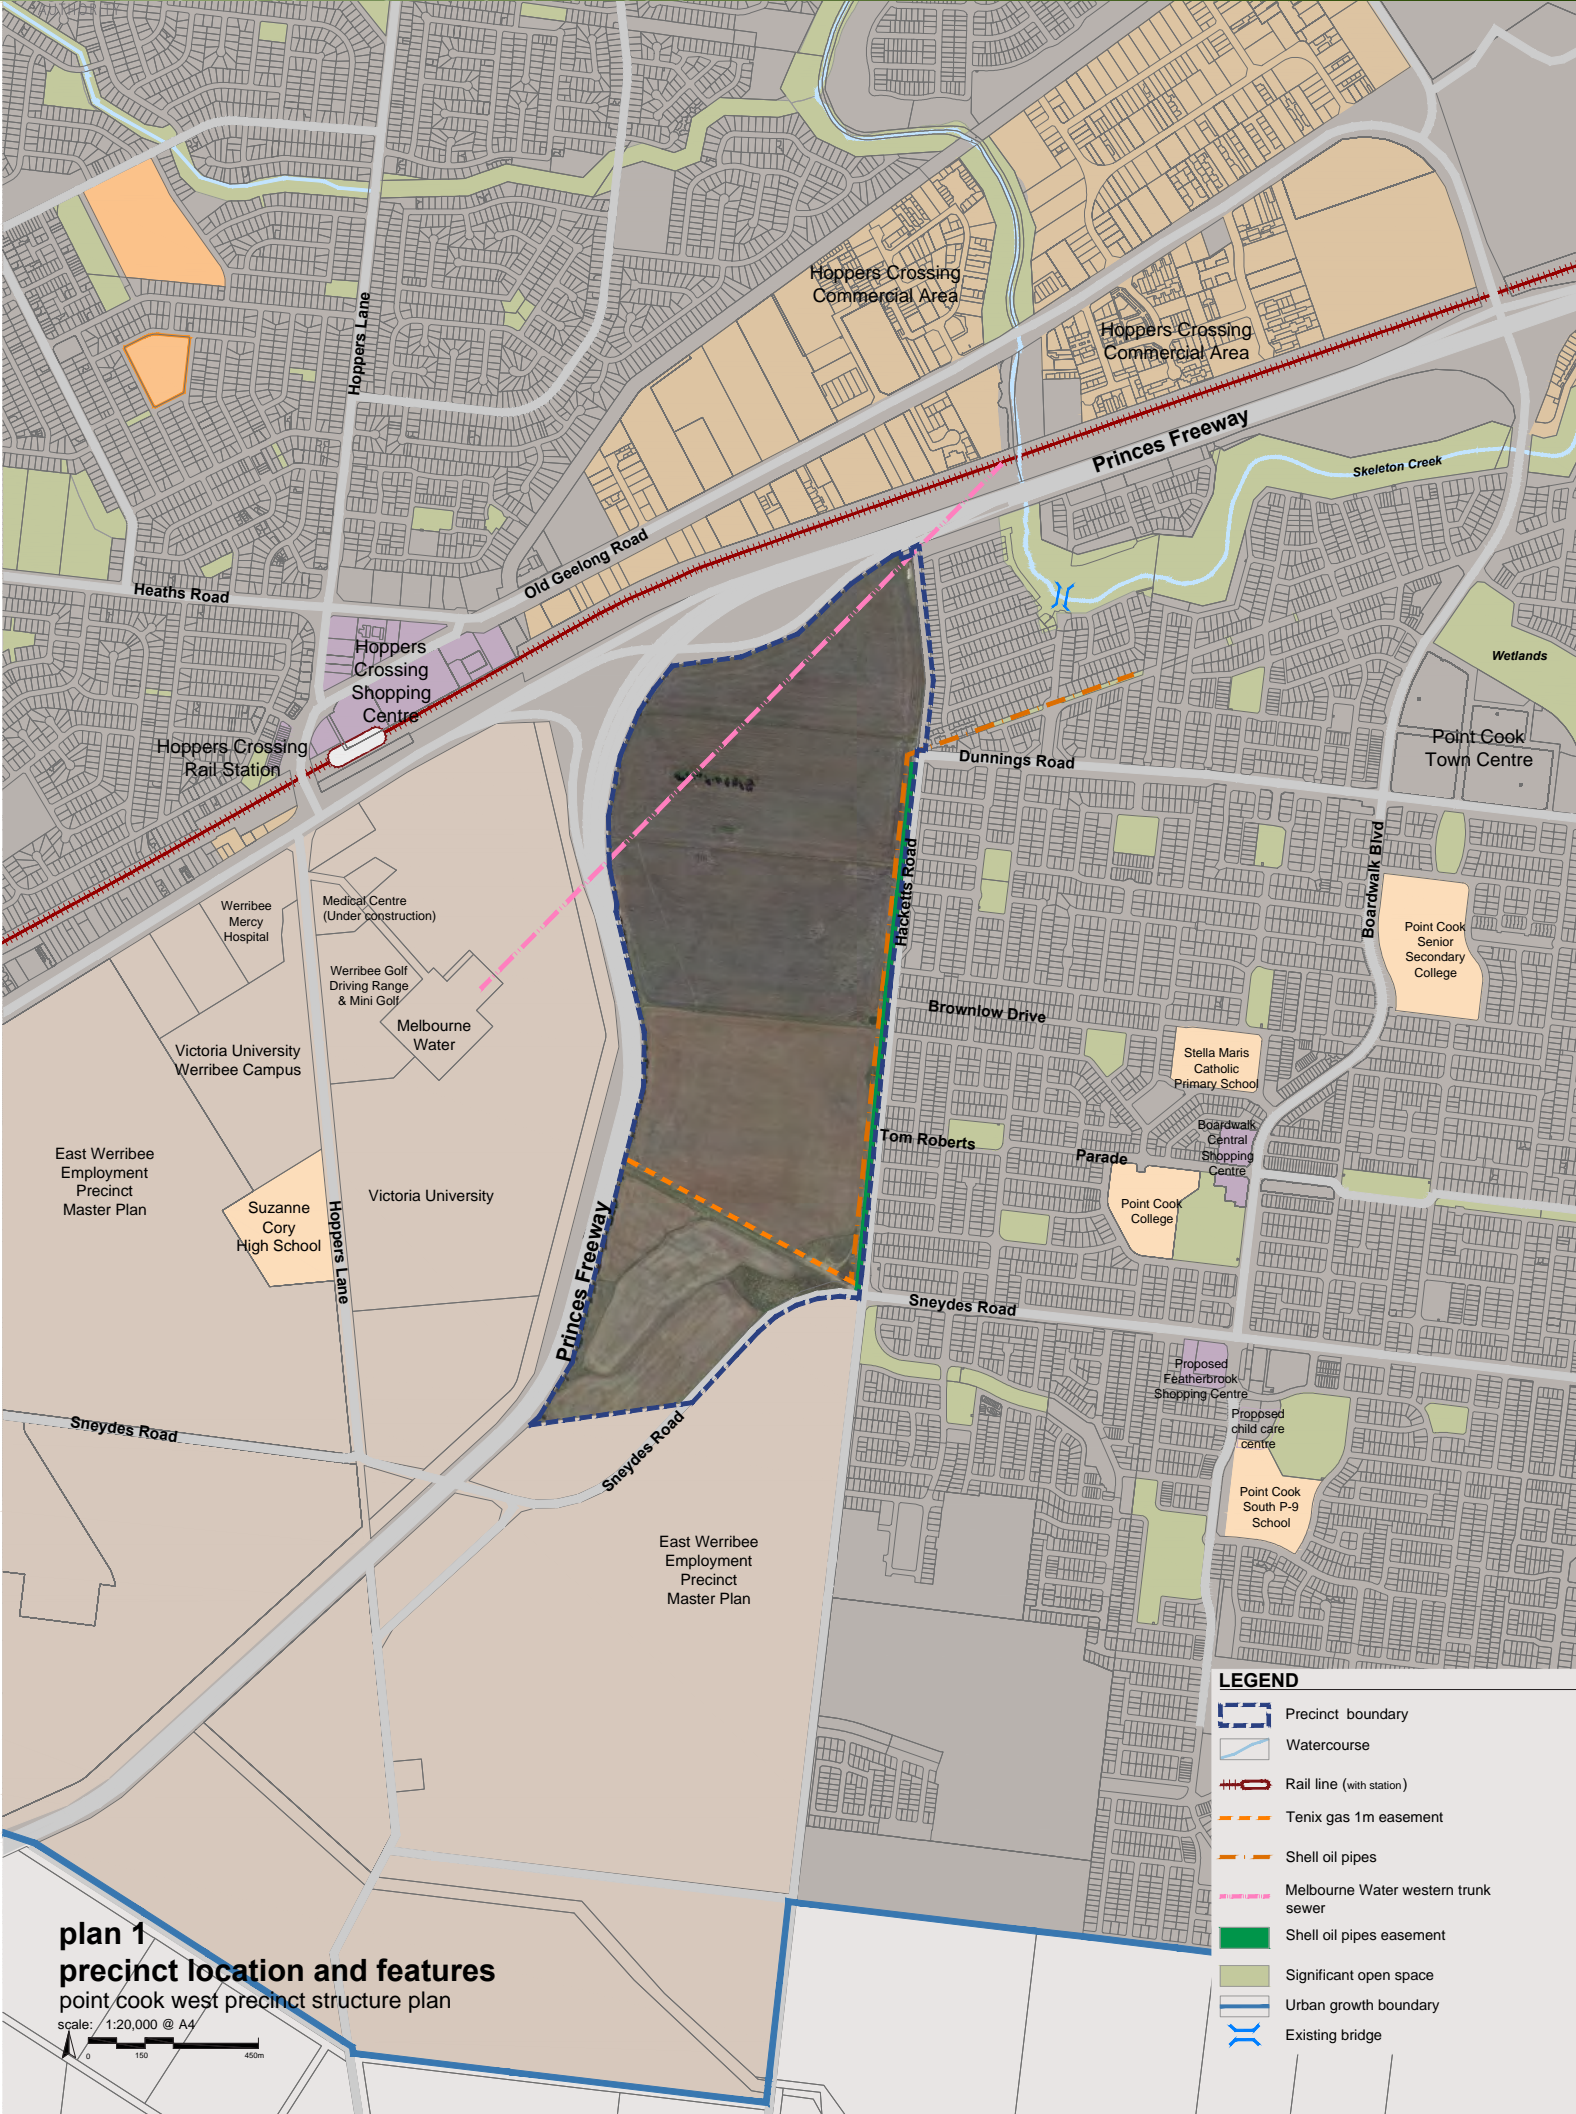 Hoppers Crossing
Commercial Area
Hoppers Crossing
Commercial Area
Hoppers Lane
Princes Freeway
Skeleton Creek
Old Geelong Road
Heaths Road
Hoppers
Crossing
Shopping
Centre
Hoppers Crossing
Rail Station
Wetlands
Point Cook
Town Centre
Dunnings Road
Hacketts Road
Boardwalk Blvd
Werribee
Mercy
Hospital
Medical Centre
(Under construction)
Werribee Golf
Driving Range
& Mini Golf
Melbourne
Water
Point Cook
Senior
Secondary
College
Brownlow Drive
Victoria University
Werribee Campus
Stella Maris
Catholic
Primary School
East Werribee
Employment
Precinct
Master Plan
Tom Roberts
Parade
Boardwalk
Central
Shopping
Centre
Suzanne
Cory
High School
Hoppers Lane
Victoria University
Point Cook
College
Princes Freeway
Sneydes Road
Proposed
Featherbrook
Shopping Centre
Proposed
child care
centre
Sneydes Road
Sneydes Road
Point Cook
South P-9
School
East Werribee
Employment
Precinct
Master Plan
LEGEND
Precinct boundary
Watercourse
Rail line (with station)
Tenix gas 1m easement
Shell oil pipes
Melbourne Water western trunk
sewer
Shell oil pipes easement
Significant open space
Urban growth boundary
Existing bridge
plan 1
precinct location and features
point cook west precinct structure plan
scale: 1:20,000 @ A4
0 150 450m